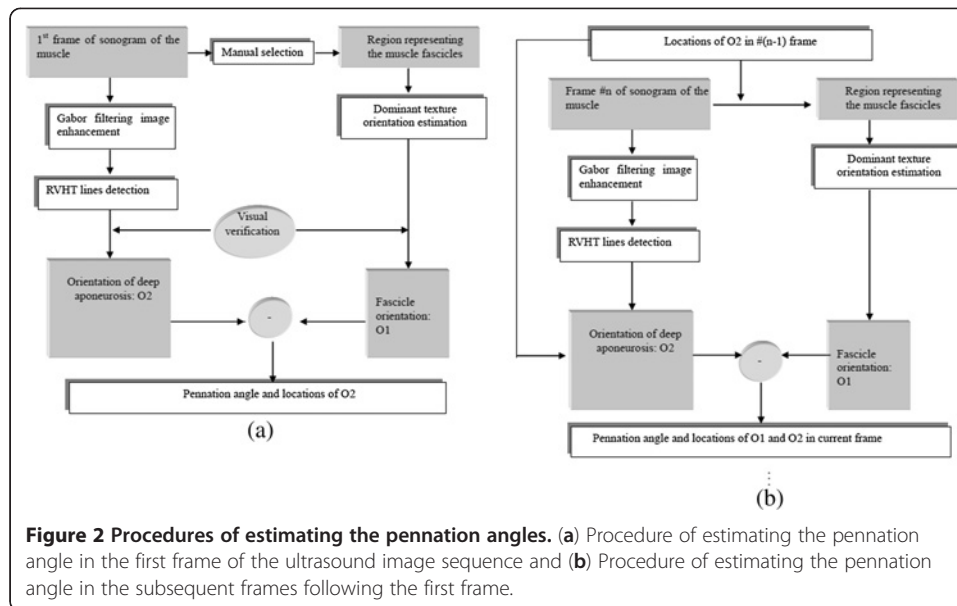 1st frame of sonogram of the
muscle
Manual selection
Region representing
the muscle fascicles
Gabor filtering image
enhancement
Dominant texture
orientation estimation
RVHT lines detection
Visual
verification
Orientation of deep
aponeurosis: O2
-
Fascicle
orientation:
O1
Pennation angle and locations of O2
(a)
Locations of O2 in #(n-1) frame
Frame #n of sonogram of the
muscle
Region representing
the muscle fascicles
Gabor filtering image
enhancement
Dominant texture
orientation estimation
RVHT lines detection
Orientation of deep
aponeurosis: O2
-
Fascicle
orientation:
O1
Pennation angle and locations of O1 and O2 in current frame
(b)
Figure 2 Procedures of estimating the pennation angles. (a) Procedure of estimating the pennation
angle in the first frame of the ultrasound image sequence and (b) Procedure of estimating the pennation
angle in the subsequent frames following the first frame.